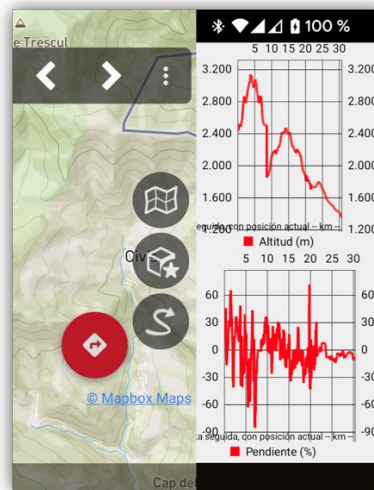 e Trescul
100 %
5 10 15 20 25 30
3.200 3.200
2.800 2.800
2.400 2.400
2.000 2.000
1.600 1.600
1.200 1.200
seguida con posición actual -- km --
Altitud (m)
Civ
5 10 15 20 25 30
60 60
30 30
0 0
-30 -30
-60 -60
-90 -90
ta seguida, con posición actual -- km --
Pendiente (%)
© Mapbox Maps
Cap del